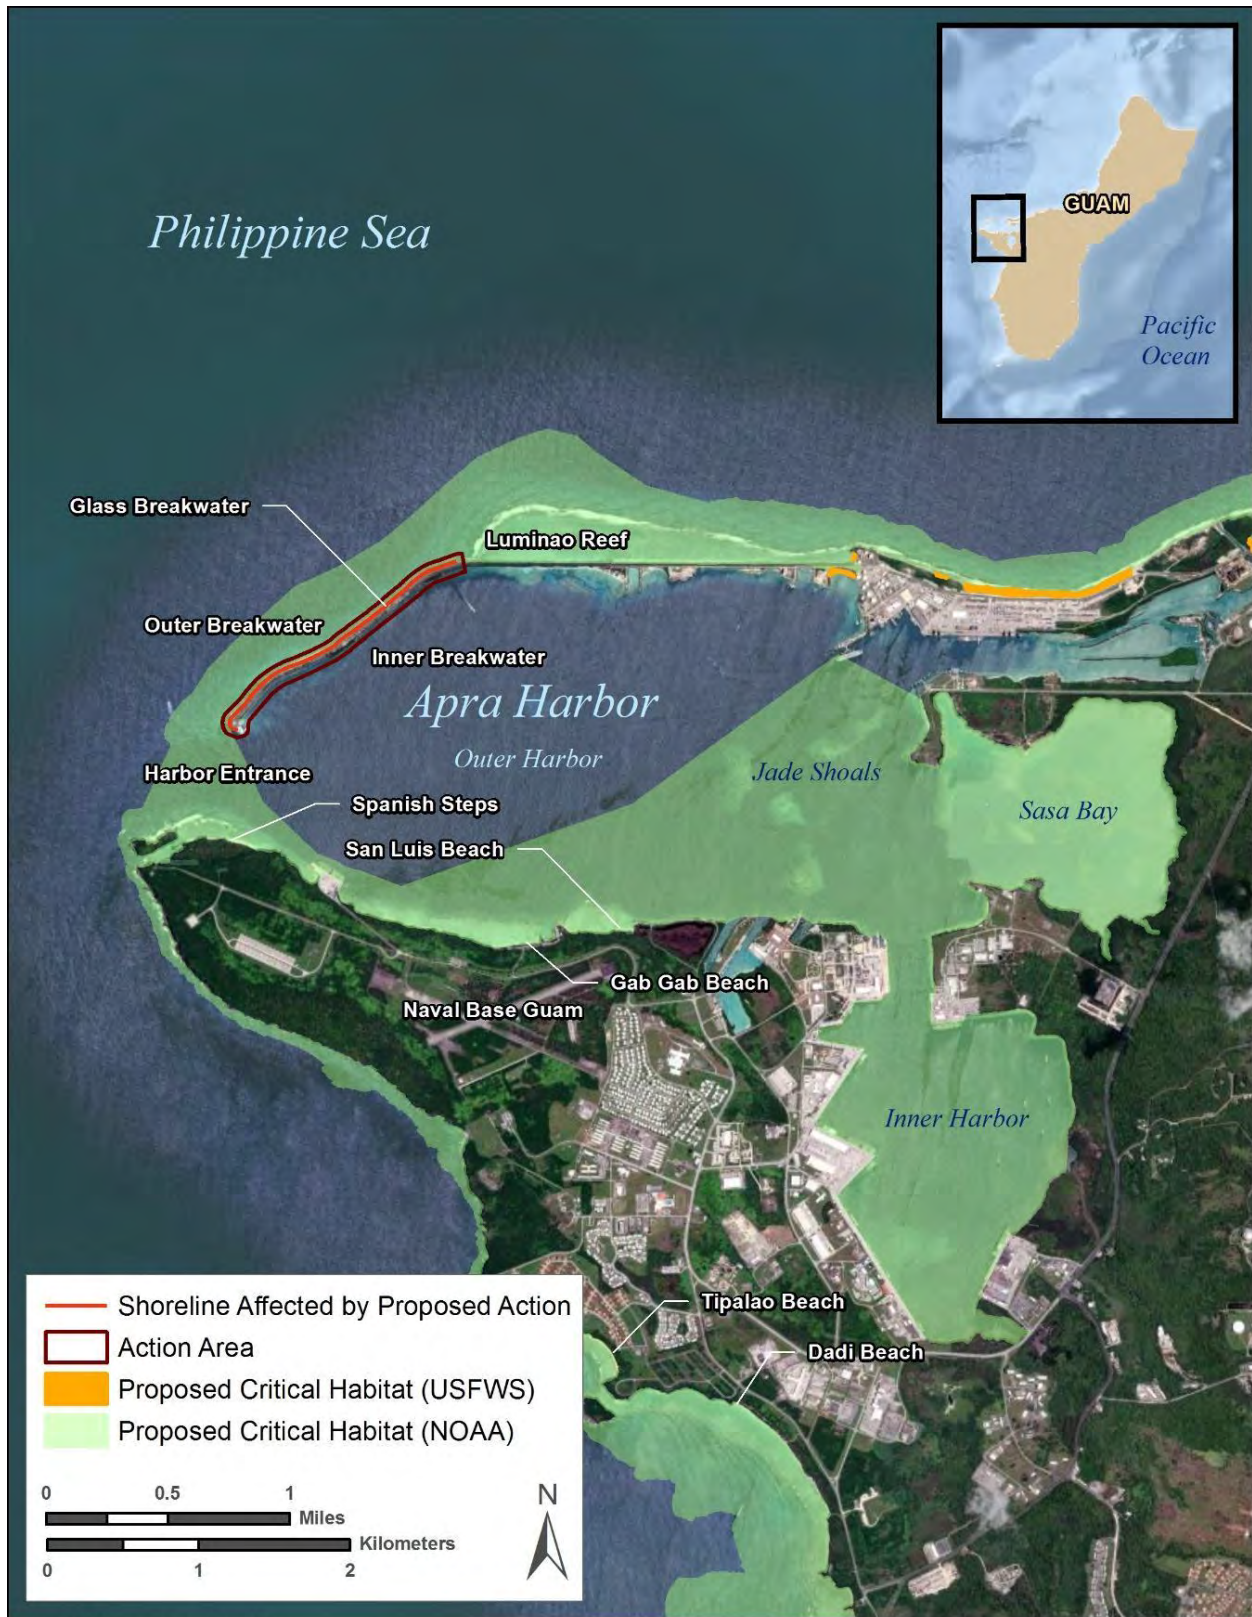 GUAM
Pacific
Ocean
Philippine Sea
Glass Breakwater
Luminao Reef
Outer Breakwater
Inner Breakwater
Apra Harbor
Outer Harbor
Harbor Entrance
Jade Shoals
Spanish Steps
Sasa Bay
San Luis Beach
Gab Gab Beach
Naval Base Guam
Inner Harbor
Tipalao Beach
Dadi Beach
Shoreline Affected by Proposed Action
Action Area
Proposed Critical Habitat (USFWS)
Proposed Critical Habitat (NOAA)
0 0.5 1
Miles
Kilometers
0 1 2
N